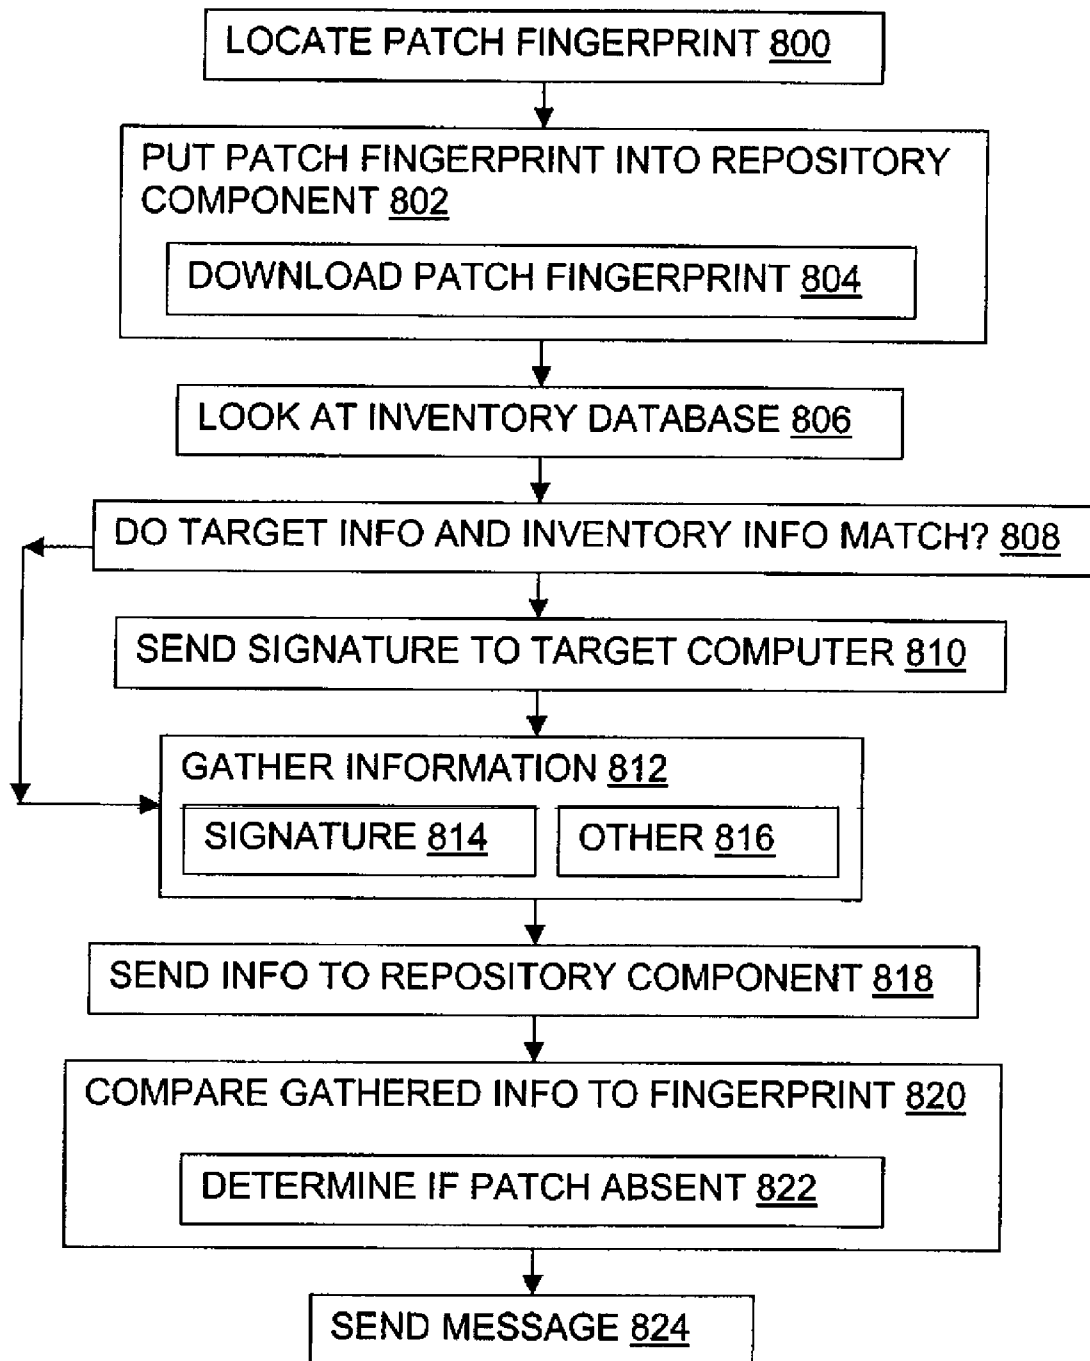 LOCATE PATCH FINGERPRINT 800
PUT PATCH FINGERPRINT INTO REPOSITORY
COMPONENT 802
DOWNLOAD PATCH FINGERPRINT 804
LOOK AT INVENTORY DATABASE 806
DO TARGET INFO AND INVENTORY INFO MATCH? 808
SEND SIGNATURE TO TARGET COMPUTER 810
GATHER INFORMATION 812
SIGNATURE 814
OTHER 816
SEND INFO TO REPOSITORY COMPONENT 818
COMPARE GATHERED INFO TO FINGERPRINT 820
DETERMINE IF PATCH ABSENT 822
SEND MESSAGE 824